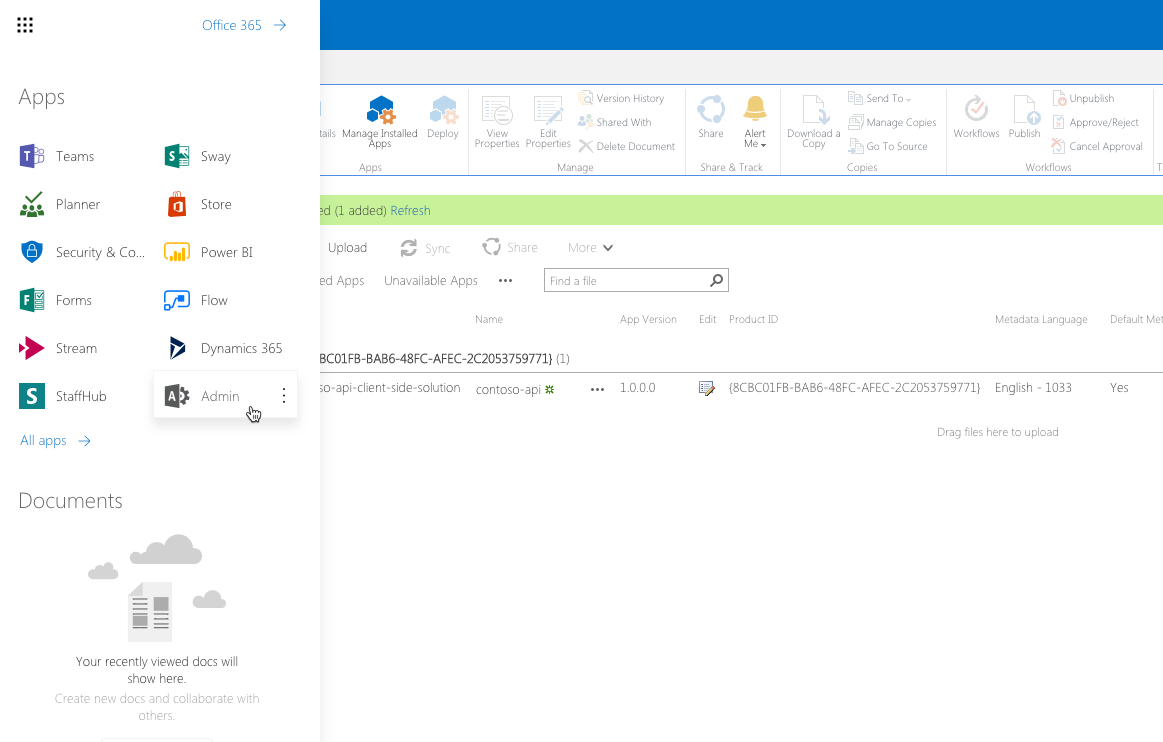 Office 365
Apps
Teams
Sway
Planner
Store
Security & Co...
Power BI
Forms
Flow
Stream
Dynamics 365
StaffHub
Admin
All apps
Documents
Your recently viewed docs will
show here.
Create new docs and collaborate with
others.
Manage Installed
Apps
Deploy
Apps
View
Properties
Edit
Properties
Version History
Shared With
Delete Document
Manage
Share
Alert
Me
Share & Track
Download a
Copy
Send To
Manage Copies
Go To Source
Copies
Workflows
Publish
Unpublish
Approve/Reject
Cancel Approval
Workflows
ed (1 added) Refresh
Upload
Sync
Share
More
ed Apps
Unavailable Apps
•••
Find a file
Name App Version Edit Product ID Metadata Language Default Met
BC01FB-BAB6-48FC-AFEC-2C2053759771} (1)
so-api-client-side-solution contoso-api ••• 1.0.0.0 {8CBC01FB-BAB6-48FC-AFEC-2C2053759771} English - 1033 Yes
Drag files here to upload